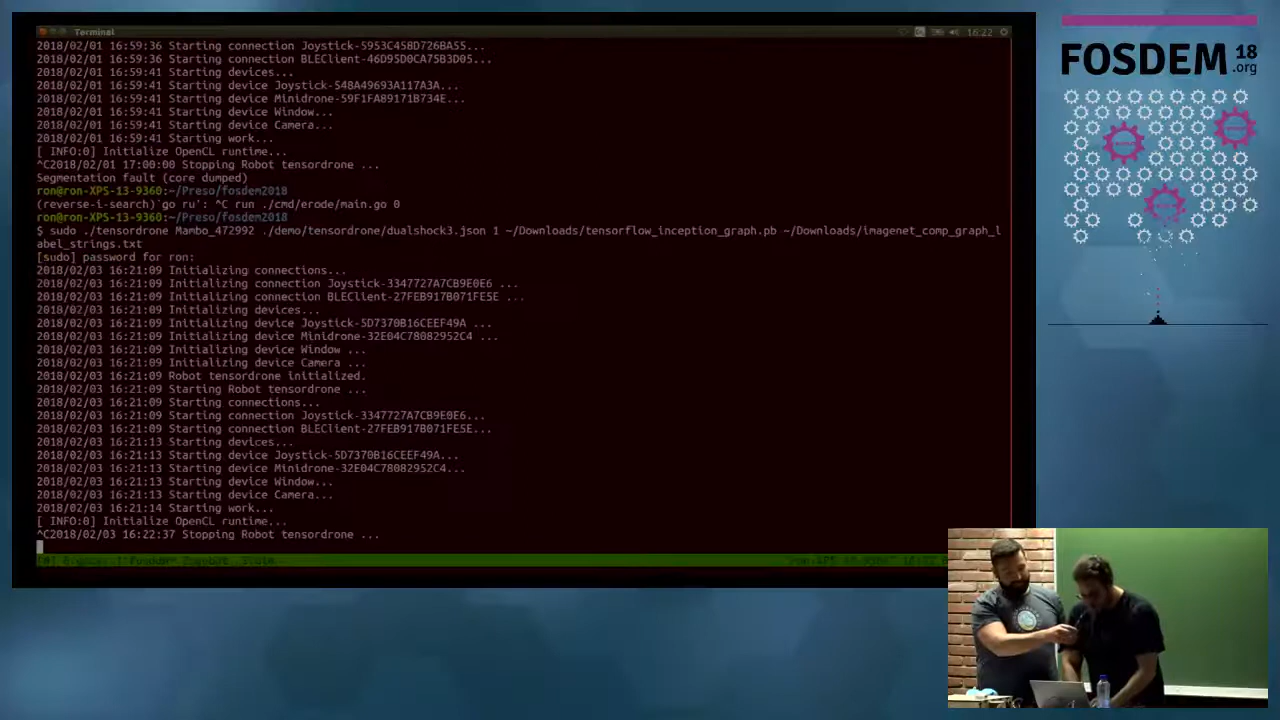 Terminal
16:22
2018/02/01 16:59:36 Starting connection Joystick-5953C458D726BA55...
2018/02/01 16:59:36 Starting connection BLEClient-46D95D0CA75B3D05...
2018/02/01 16:59:41 Starting devices...
2018/02/01 16:59:41 Starting device Joystick-548A49693A117A3A...
2018/02/01 16:59:41 Starting device Minidrone-59F1FA89171B734E...
2018/02/01 16:59:41 Starting device Window...
2018/02/01 16:59:41 Starting device Camera...
2018/02/01 16:59:41 Starting work...
[ INFO:0] Initialize OpenCL runtime...
^C2018/02/01 17:00:00 Stopping Robot tensordrone ...
Segmentation fault (core dumped)
ron@ron-XPS-13-9360:~/Preso/fosdem2018
(reverse-i-search)`go ru': ^C run ./cmd/erode/main.go 0
ron@ron-XPS-13-9360:~/Preso/fosdem2018
$ sudo ./tensordrone Mambo_472992 ./demo/tensordrone/dualshock3.json 1 ~/Downloads/tensorflow_inception_graph.pb ~/Downloads/imagenet_comp_graph_l
abel_strings.txt
[sudo] password for ron:
2018/02/03 16:21:09 Initializing connections...
2018/02/03 16:21:09 Initializing connection Joystick-3347727A7CB9E0E6 ...
2018/02/03 16:21:09 Initializing connection BLEClient-27FEB917B071FE5E ...
2018/02/03 16:21:09 Initializing devices...
2018/02/03 16:21:09 Initializing device Joystick-5D7370B16CEEF49A ...
2018/02/03 16:21:09 Initializing device Minidrone-32E04C78082952C4 ...
2018/02/03 16:21:09 Initializing device Window ...
2018/02/03 16:21:09 Initializing device Camera ...
2018/02/03 16:21:09 Robot tensordrone initialized.
2018/02/03 16:21:09 Starting Robot tensordrone ...
2018/02/03 16:21:09 Starting connections...
2018/02/03 16:21:09 Starting connection Joystick-3347727A7CB9E0E6...
2018/02/03 16:21:09 Starting connection BLEClient-27FEB917B071FE5E...
2018/02/03 16:21:13 Starting devices...
2018/02/03 16:21:13 Starting device Joystick-5D7370B16CEEF49A...
2018/02/03 16:21:13 Starting device Minidrone-32E04C78082952C4...
2018/02/03 16:21:13 Starting device Window...
2018/02/03 16:21:13 Starting device Camera...
2018/02/03 16:21:14 Starting work...
[ INFO:0] Initialize OpenCL runtime...
^C2018/02/03 16:22:37 Stopping Robot tensordrone ...
FOSDEM 18
.org